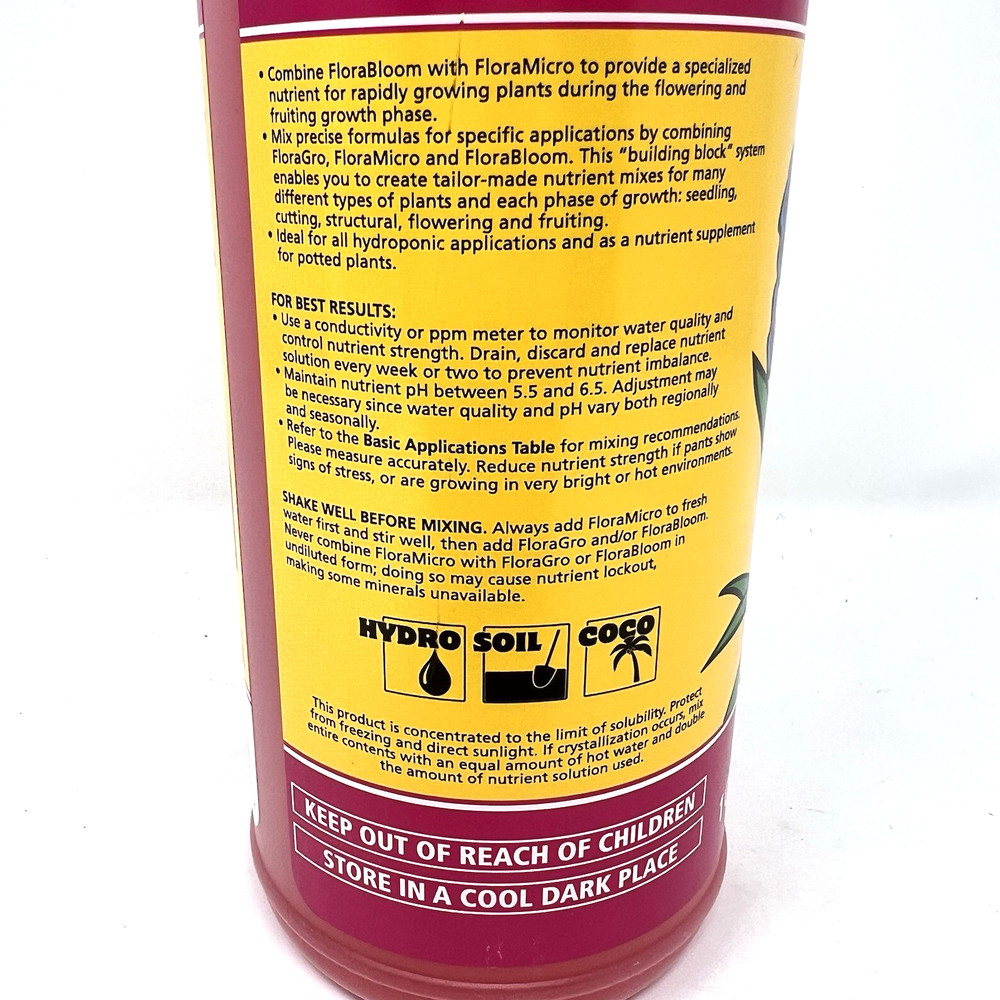 • Combine FloraBloom with FloraMicro to provide a specialized
nutrient for rapidly growing plants during the flowering and
fruiting growth phase.
• Mix precise formulas for specific applications by combining
FloraGro, FloraMicro and FloraBloom. This "building block" system
enables you to create tailor-made nutrient mixes for many
different types of plants and each phase of growth: seedling,
cutting, structural, flowering and fruiting.
• Ideal for all hydroponic applications and as a nutrient supplement
for potted plants.
FOR BEST RESULTS:
• Use a conductivity or ppm meter to monitor water quality and
control nutrient strength. Drain, discard and replace nutrient
solution every week or two to prevent nutrient imbalance.
• Maintain nutrient pH between 5.5 and 6.5. Adjustment may
be necessary since water quality and pH vary both regionally
and seasonally.
• Refer to the Basic Applications Table for mixing recommendations.
Please measure accurately. Reduce nutrient strength if pants show
signs of stress, or are growing in very bright or hot environments.
SHAKE WELL BEFORE MIXING. Always add FloraMicro to fresh
water first and stir well, then add FloraGro and/or FloraBloom.
Never combine FloraMicro with FloraGro or FloraBloom in
undiluted form; doing so may cause nutrient lockout,
making some minerals unavailable.
HYDRO SOIL COCO
This product is concentrated to the limit of solubility. Protect
from freezing and direct sunlight. If crystallization occurs, mix
entire contents with an equal amount of hot water and double
the amount of nutrient solution used.
KEEP OUT OF REACH OF CHILDREN
STORE IN A COOL DARK PLACE